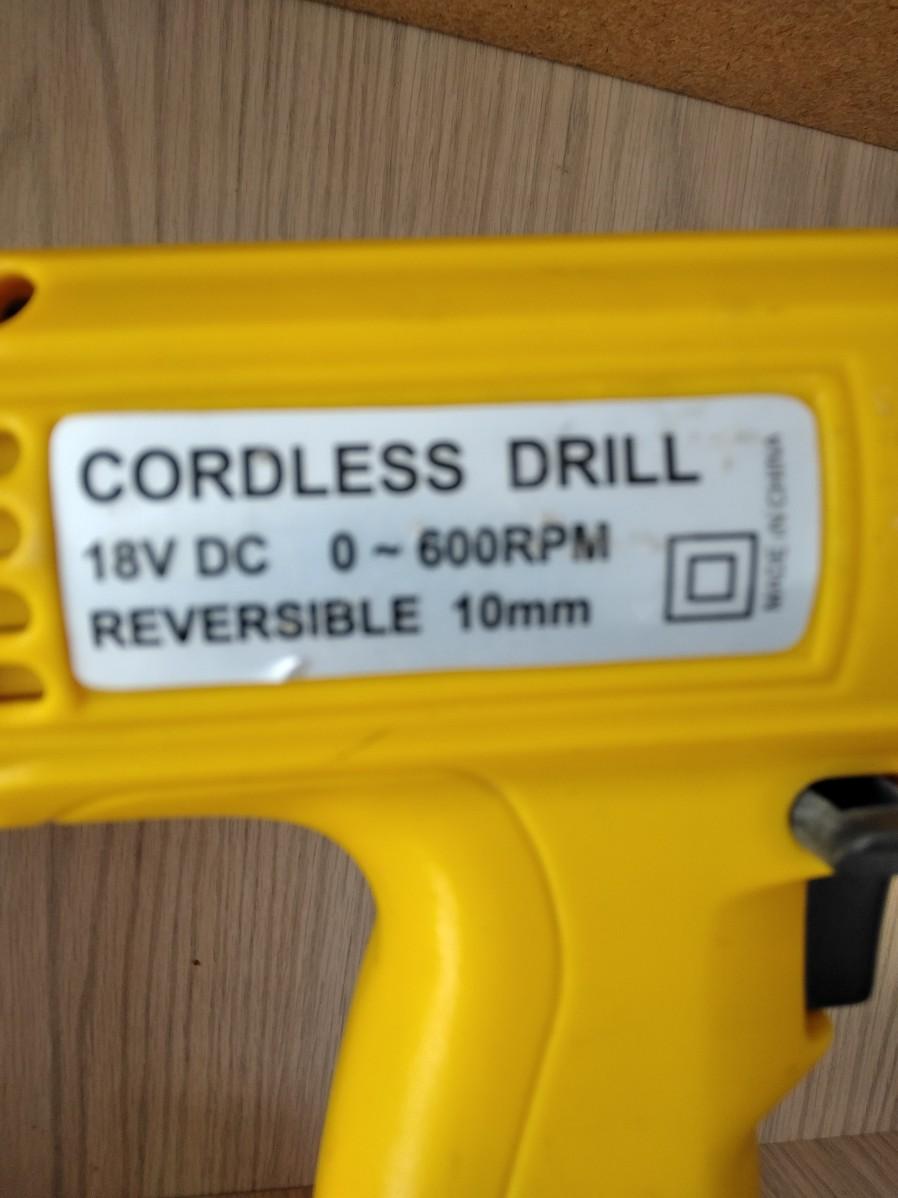 CORDLESS DRILL
18V DC 0 ~ 600RPM
REVERSIBLE 10mm
MADE IN CHINA